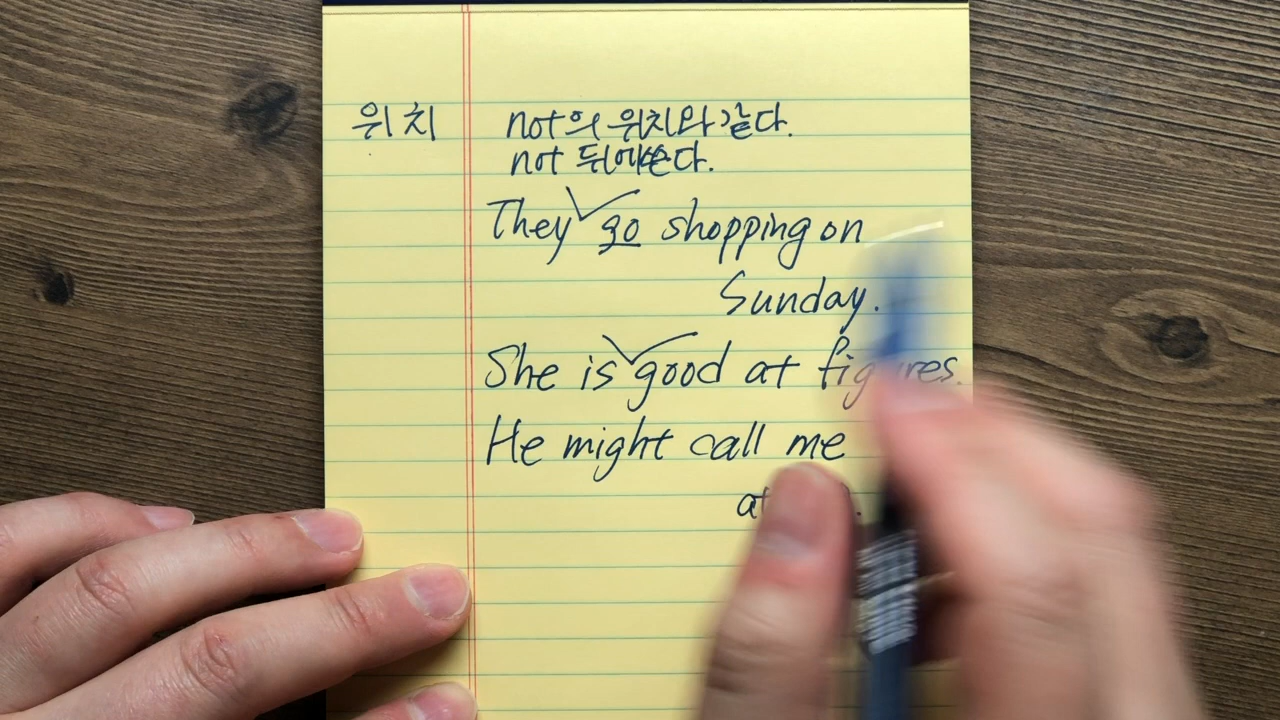 위치 not의 위치와 같다.
not 뒤에쓴다.
They go shopping on
Sunday.
She is good at figures.
He might call me
at